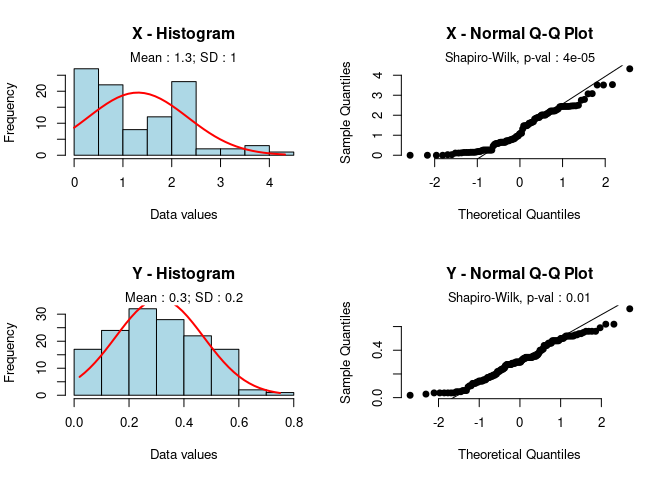 X - Histogram
Mean : 1.3; SD : 1
Frequency
0 10 20
0 1 2 3 4
Data values
X - Normal Q-Q Plot
Shapiro-Wilk, p-val : 4e-05
Sample Quantiles
0 1 2 3 4
-2 -1 0 1 2
Theoretical Quantiles
Y - Histogram
Mean : 0.3; SD : 0.2
Frequency
0 10 20 30
0.0 0.2 0.4 0.6 0.8
Data values
Y - Normal Q-Q Plot
Shapiro-Wilk, p-val : 0.01
Sample Quantiles
0.0 0.4
-2 -1 0 1 2
Theoretical Quantiles